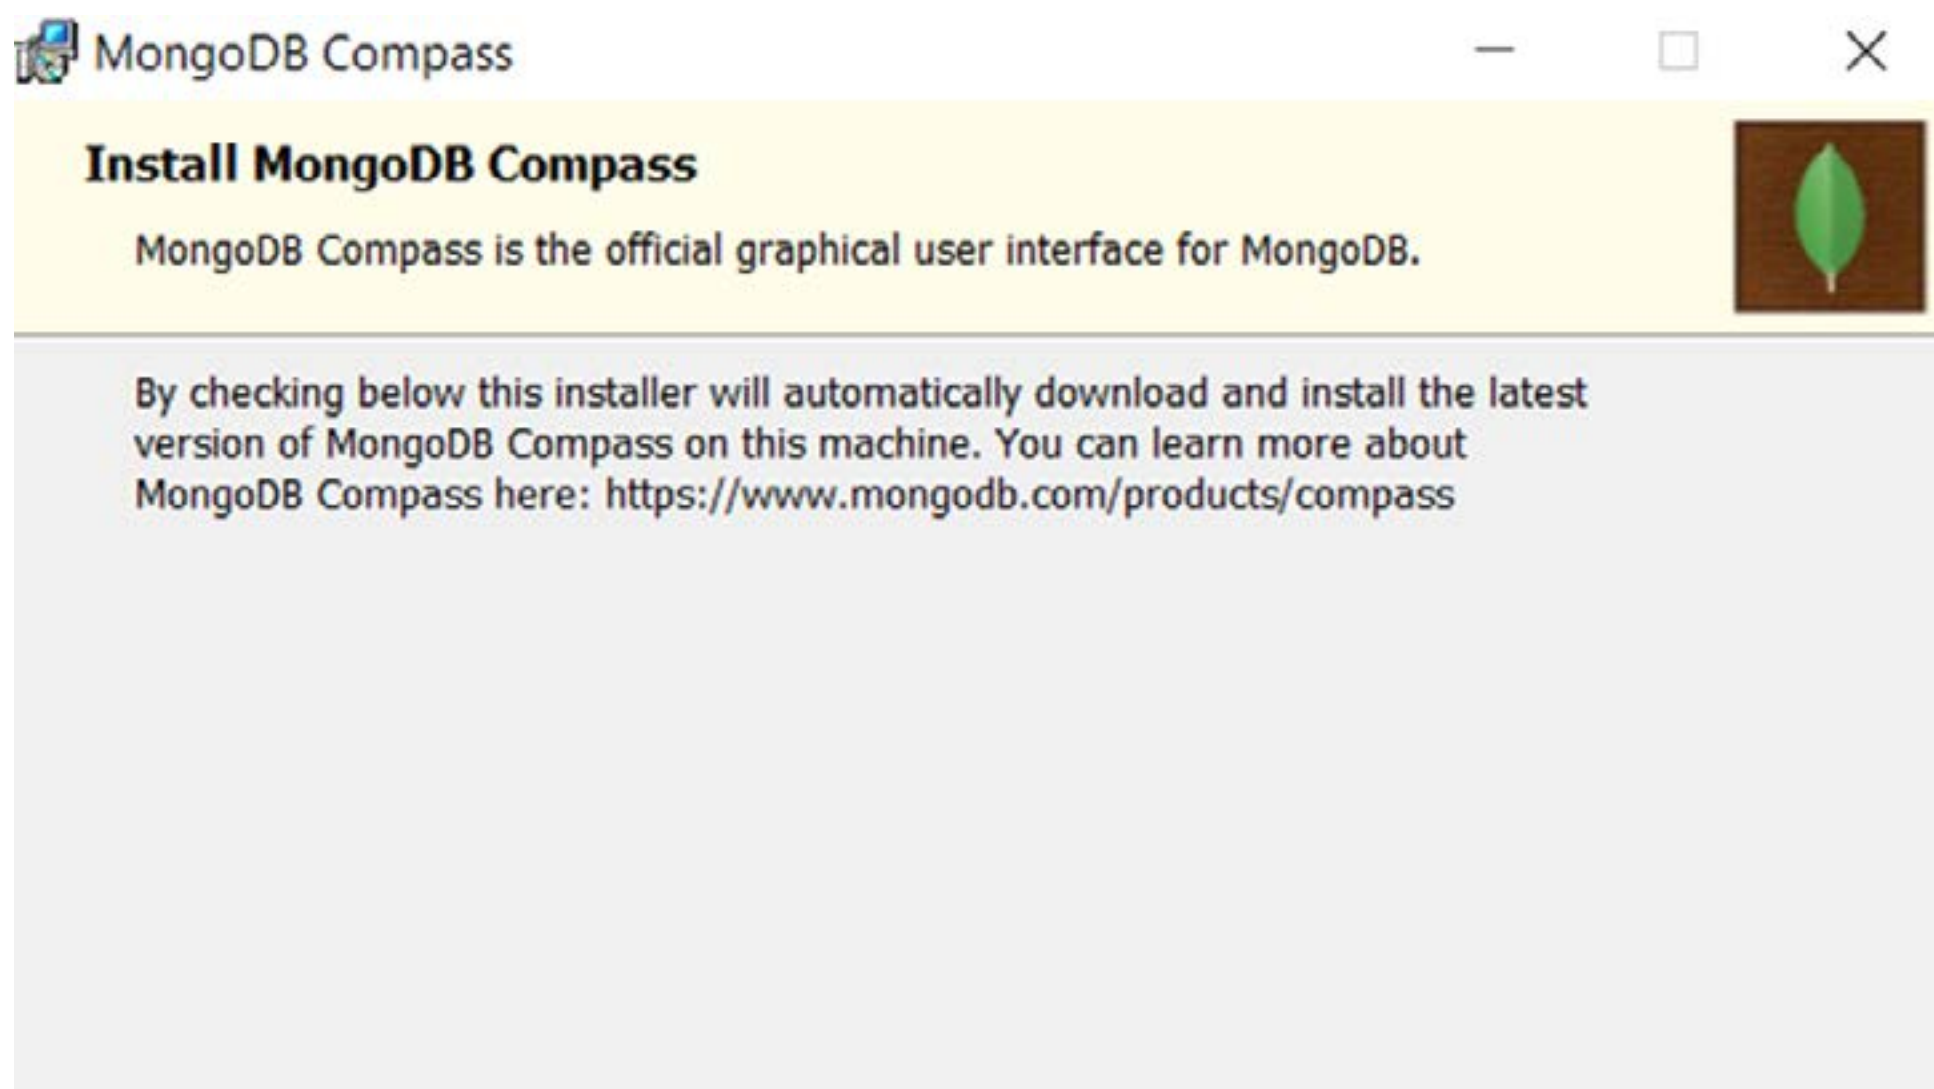 MongoDB Compass
Install MongoDB Compass
MongoDB Compass is the official graphical user interface for MongoDB.
By checking below this installer will automatically download and install the latest
version of MongoDB Compass on this machine. You can learn more about
MongoDB Compass here: https://www.mongodb.com/products/compass